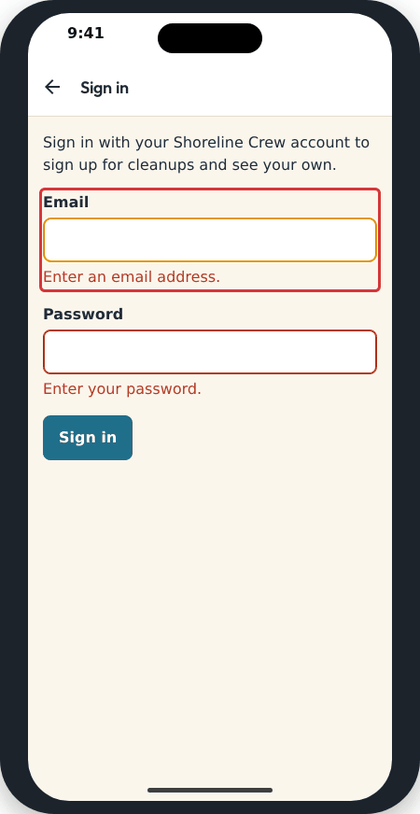 9:41
Sign in
Sign in with your Shoreline Crew account to
sign up for cleanups and see your own.
Email
Enter an email address.
Password
Enter your password.
Sign in